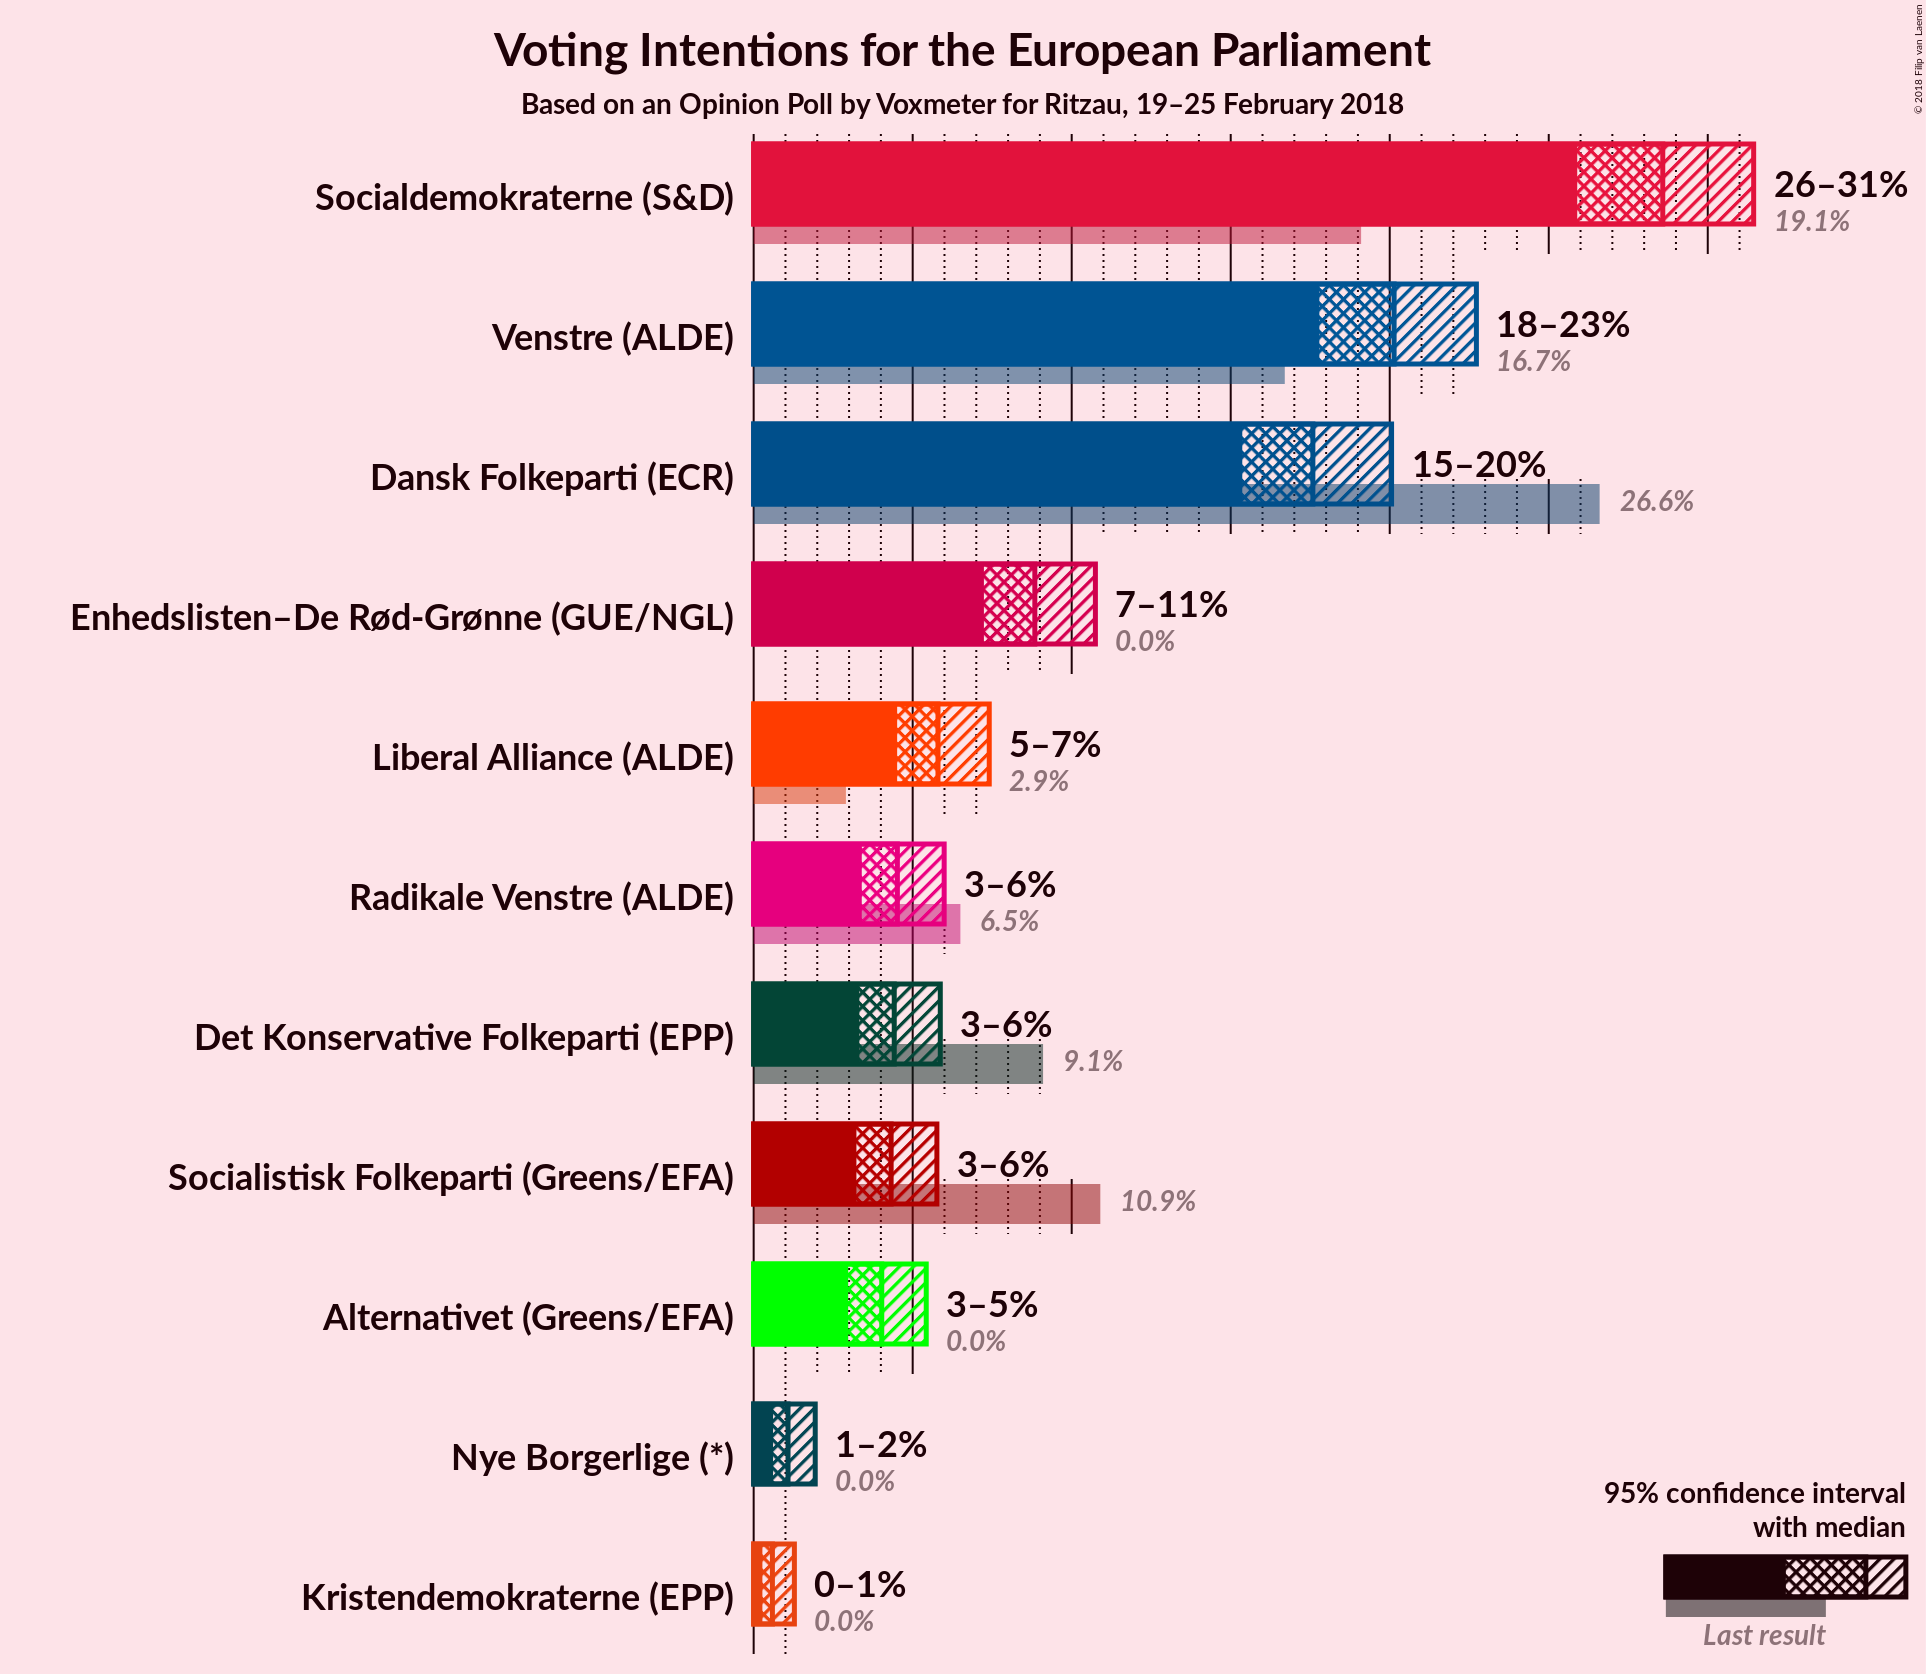 © 2018 Filip van Laenen
Voting Intentions for the European Parliament
Based on an Opinion Poll by Voxmeter for Ritzau, 19–25 February 2018
Socialdemokraterne (S&D)
26–31%
19.1%
Venstre (ALDE)
18–23%
16.7%
Dansk Folkeparti (ECR)
15–20%
26.6%
Enhedslisten–De Rød-Grønne (GUE/NGL)
7–11%
0.0%
Liberal Alliance (ALDE)
5–7%
2.9%
Radikale Venstre (ALDE)
3–6%
6.5%
Det Konservative Folkeparti (EPP)
3–6%
9.1%
Socialistisk Folkeparti (Greens/EFA)
3–6%
10.9%
Alternativet (Greens/EFA)
3–5%
0.0%
Nye Borgerlige (*)
1–2%
0.0%
Kristendemokraterne (EPP)
0–1%
0.0%
95% confidence interval
with median
Last result